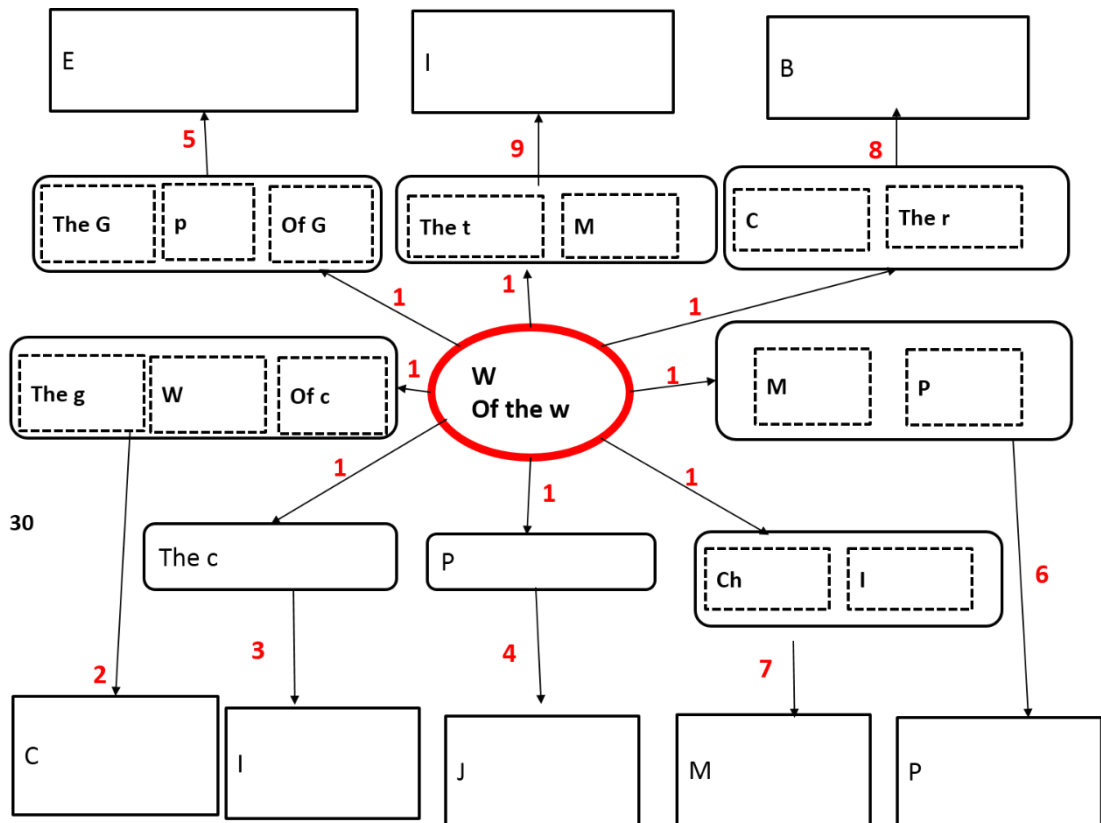 E
I
B
5
9
8
The G
p
Of G
The t
M
C
The r
1
1
1
The g
W
Of c
1
W
Of the w
1
M
P
1
1
1
30
The c
P
Ch
I
6
2
3
4
7
C
I
J
M
P